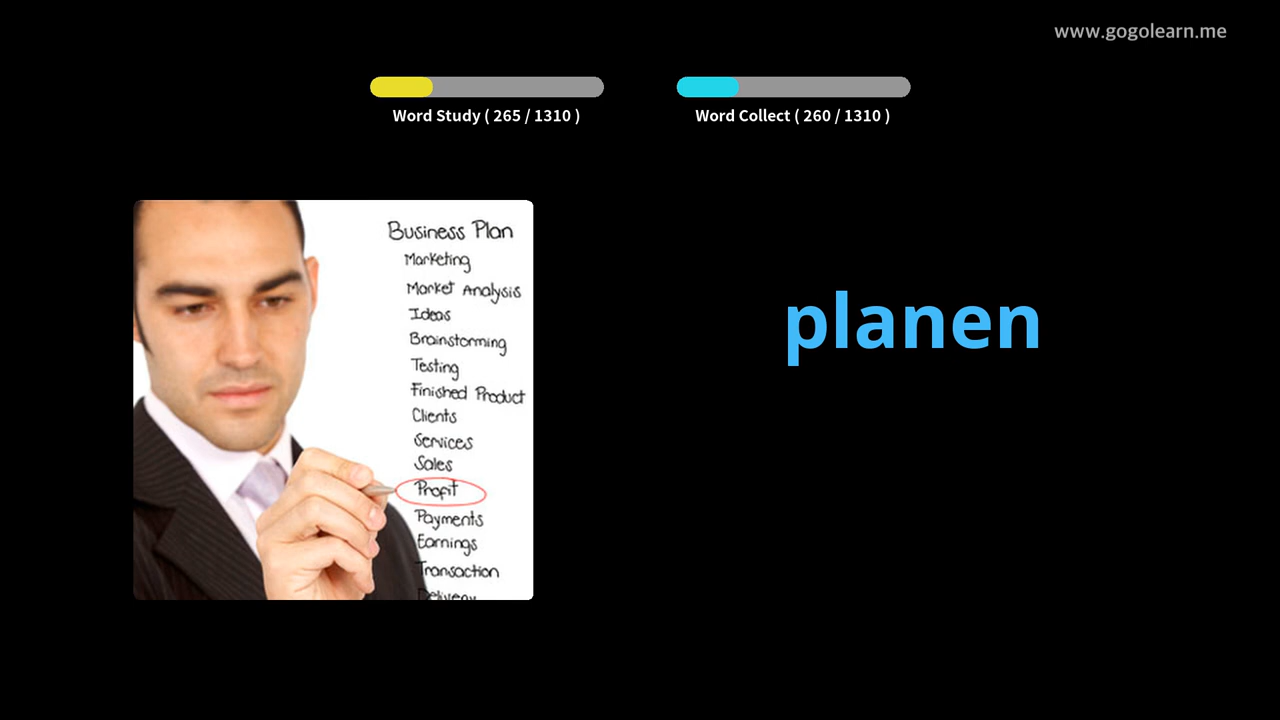 www.gogolearn.me
Word Study ( 265 / 1310 )
Word Collect ( 260 / 1310 )
Business Plan
Marketing
Market Analysis
Ideas
Brainstorming
Testing
Finished Product
Clients
Services
Sales
Profit
Payments
Earnings
Transaction
Delivery
planen